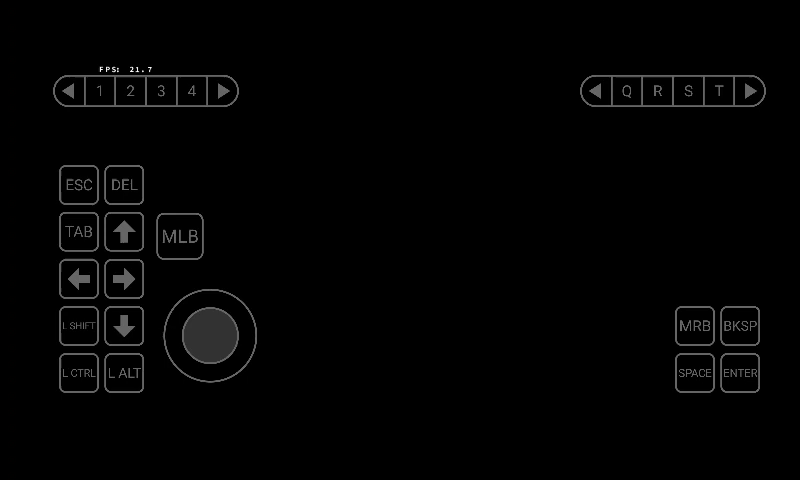 FPS: 21.7
1 2 3 4
Q R S T
ESC DEL
TAB
MLB
L SHIFT
MRB BKSP
L CTRL L ALT
SPACE ENTER